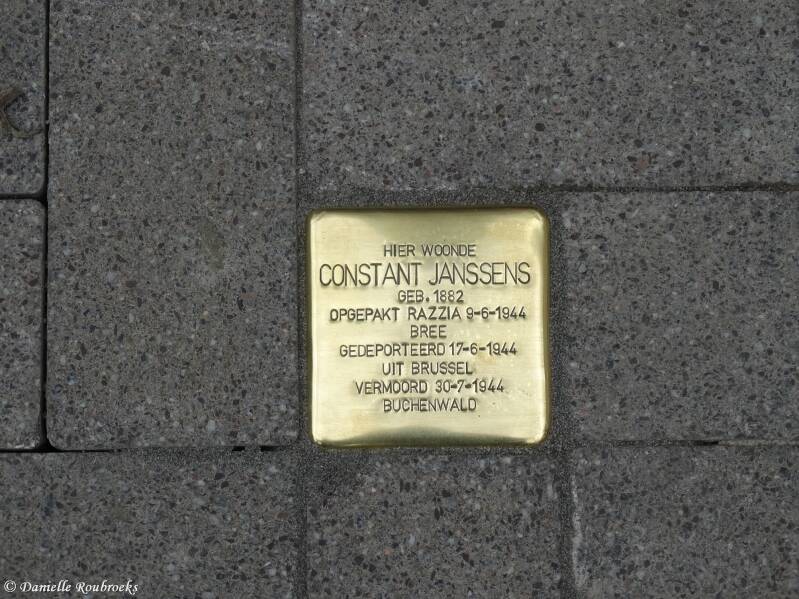 HIER WOONDE
CONSTANT JANSSENS
GEB. 1882
OPGEPAKT RAZZIA 9-6-1944
BREE
GEDEPORTEERD 17-6-1944
UIT BRUSSEL
VERMOORD 30-7-1944
BUCHENWALD
© Danielle Roubroeks